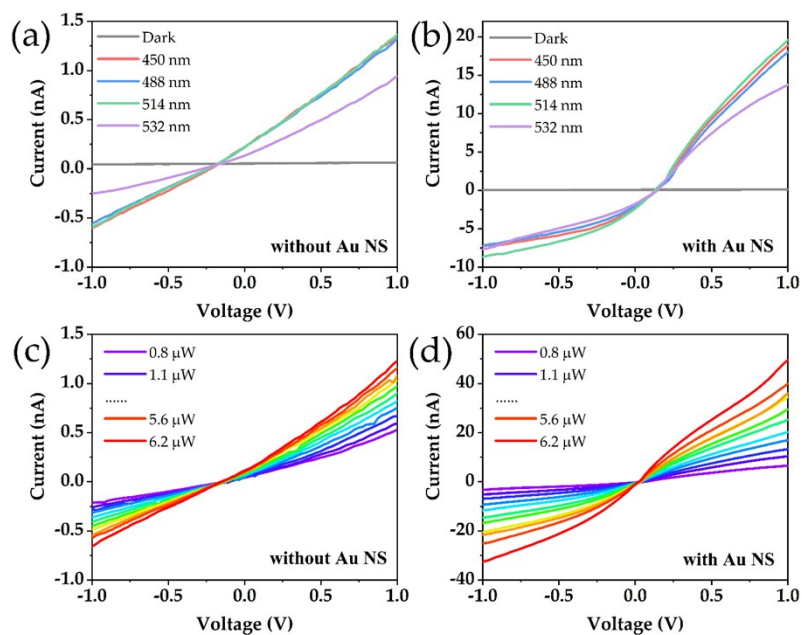 (a)
1.5
1.0
0.5
0.0
-0.5
-1.0
Current (nA)
Dark
450 nm
488 nm
514 nm
532 nm
without Au NS
-1.0 -0.5 0.0 0.5 1.0
Voltage (V)
(b)
20
15
10
5
0
-5
-10
Current (nA)
Dark
450 nm
488 nm
514 nm
532 nm
with Au NS
-1.0 -0.5 0.0 0.5 1.0
Voltage (V)
(c)
1.5
1.0
0.5
0.0
-0.5
-1.0
Current (nA)
0.8 μW
1.1 μW
......
5.6 μW
6.2 μW
without Au NS
-1.0 -0.5 0.0 0.5 1.0
Voltage (V)
(d)
60
40
20
0
-20
-40
Current (nA)
0.8 μW
1.1 μW
......
5.6 μW
6.2 μW
with Au NS
-1.0 -0.5 0.0 0.5 1.0
Voltage (V)